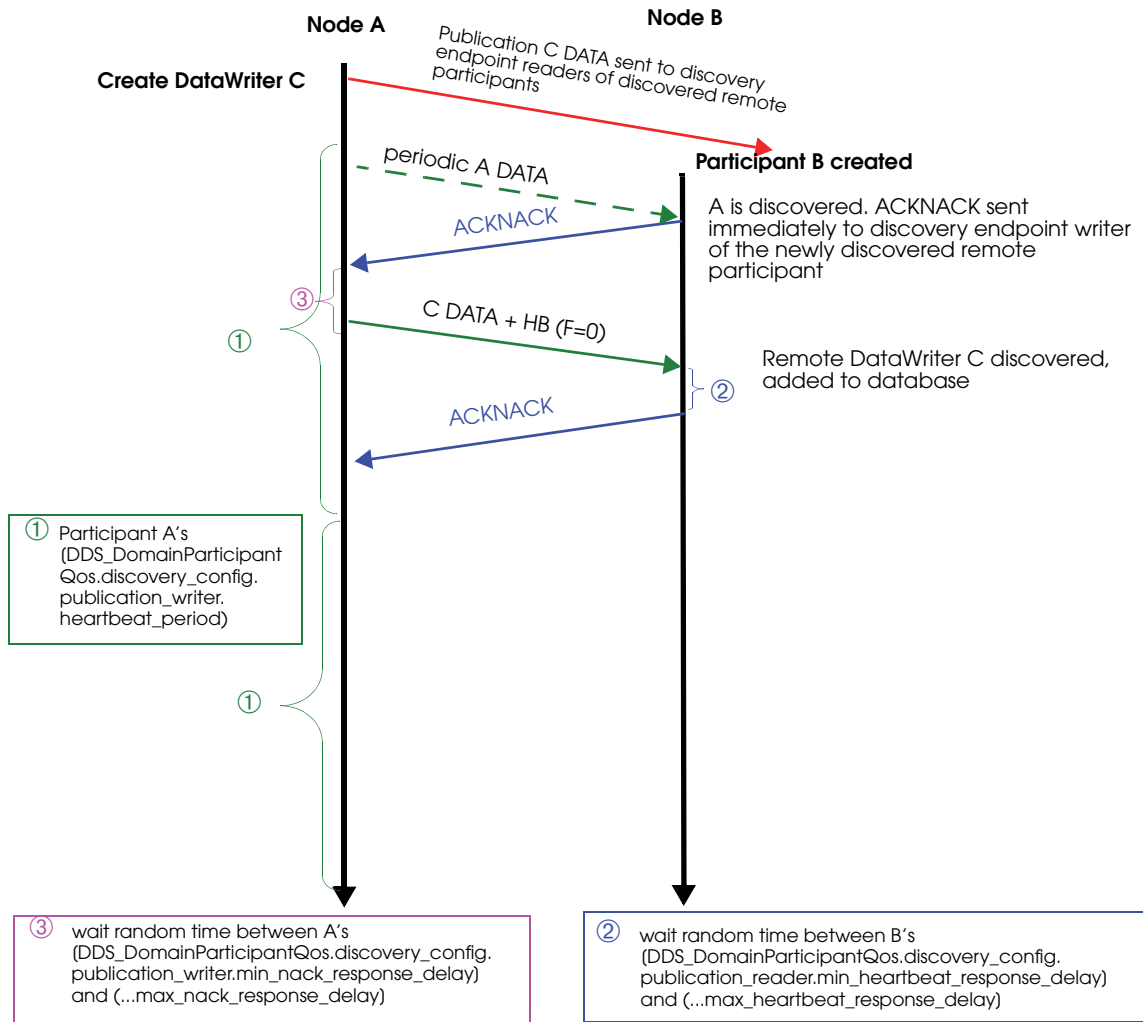 Node A
Node B
Create DataWriter C
Publication C DATA sent to discovery
endpoint readers of discovered remote
participants
Participant B created
periodic A DATA
A is discovered. ACKNACK sent
immediately to discovery endpoint writer
of the newly discovered remote
participant
ACKNACK
③
C DATA + HB (F=0)
①
Remote DataWriter C discovered,
added to database
②
ACKNACK
① Participant A's
(DDS_DomainParticipant
Qos.discovery_config.
publication_writer.
heartbeat_period)
①
③ wait random time between A's
(DDS_DomainParticipantQos.discovery_config.
publication_writer.min_nack_response_delay)
and (...max_nack_response_delay)
② wait random time between B's
(DDS_DomainParticipantQos.discovery_config.
publication_reader.min_heartbeat_response_delay)
and (...max_heartbeat_response_delay)